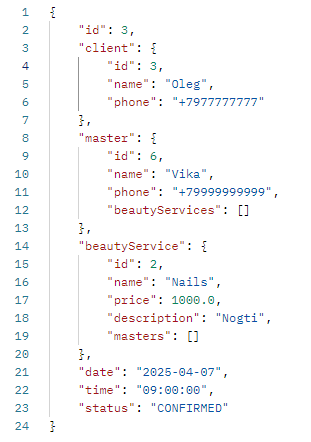 1 {
2     "id": 3,
3     "client": {
4         "id": 3,
5         "name": "Oleg",
6         "phone": "+7977777777"
7     },
8     "master": {
9         "id": 6,
10         "name": "Vika",
11         "phone": "+79999999999",
12         "beautyServices": []
13     },
14     "beautyService": {
15         "id": 2,
16         "name": "Nails",
17         "price": 1000.0,
18         "description": "Nogti",
19         "masters": []
20     },
21     "date": "2025-04-07",
22     "time": "09:00:00",
23     "status": "CONFIRMED"
24 }